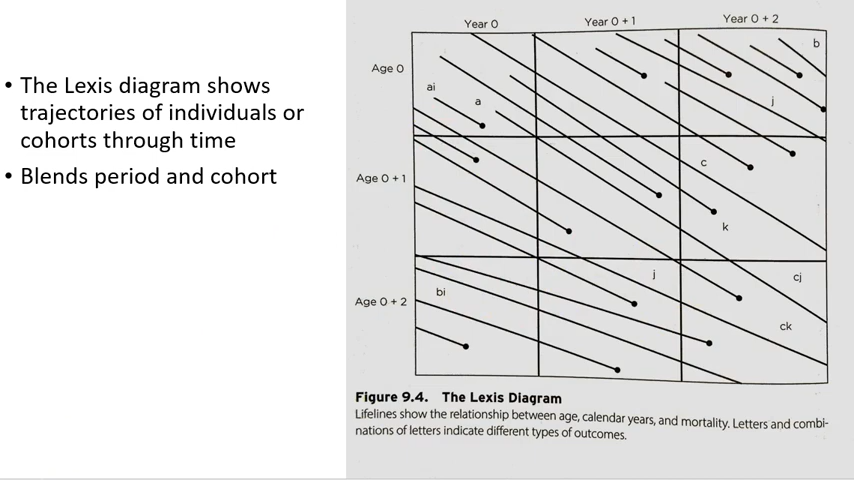 • The Lexis diagram shows
trajectories of individuals or
cohorts through time
• Blends period and cohort
Year 0 Year 0 + 1 Year 0 + 2
b
Age 0
ai
a
j
c
Age 0 + 1
k
j
cj
bi
Age 0 + 2
ck
Figure 9.4. The Lexis Diagram
Lifelines show the relationship between age, calendar years, and mortality. Letters and combi-
nations of letters indicate different types of outcomes.